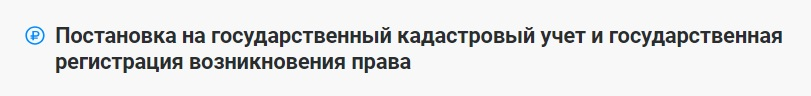 Постановка на государственный кадастровый учет и государственная
регистрация возникновения права